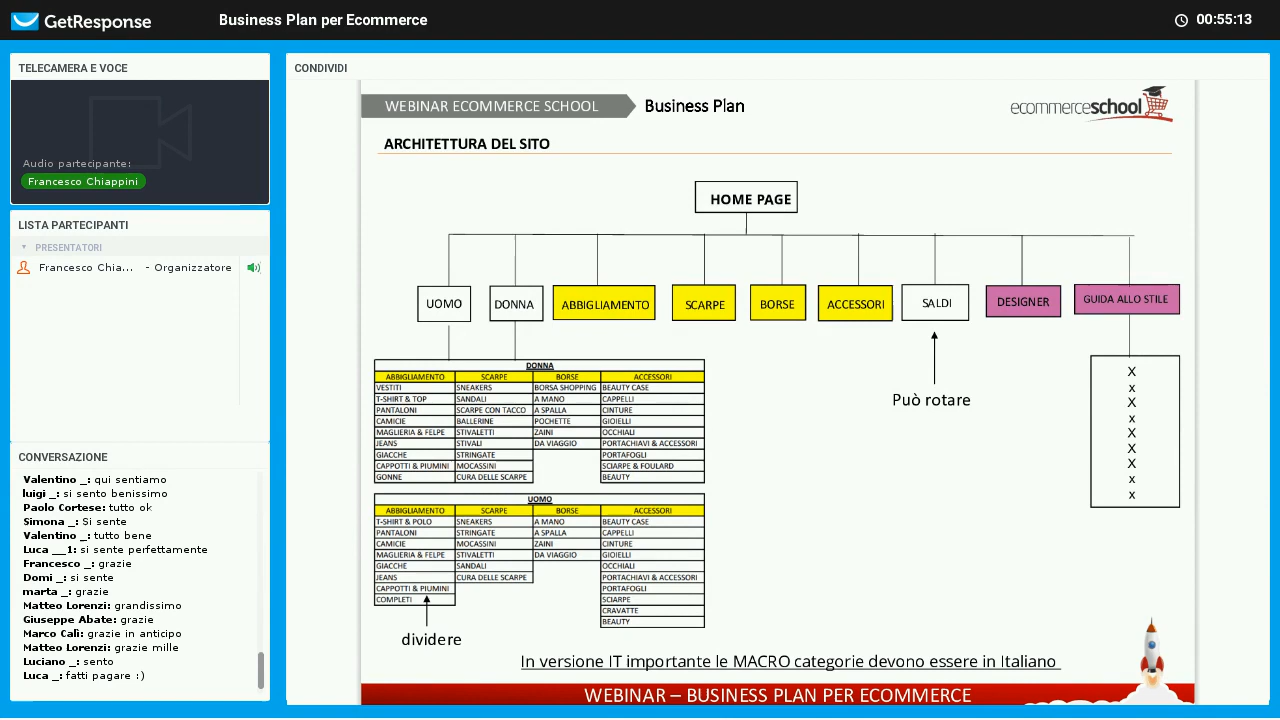 GetResponse
Business Plan per Ecommerce
00:55:13
TELECAMERA E VOCE
Audio partecipante:
Francesco Chiappini
LISTA PARTECIPANTI
PRESENTATORI
Francesco Chia... - Organizzatore
CONVERSAZIONE
Valentino _: qui sentiamo
luigi _: si sento benissimo
Paolo Cortese: tutto ok
Simona _: Si sente
Valentino _: tutto bene
Luca __1: si sente perfettamente
Francesco _: grazie
Domi _: si sente
marta _: grazie
Matteo Lorenzi: grandissimo
Giuseppe Abate: grazie
Marco Calì: grazie in anticipo
Matteo Lorenzi: grazie mille
Luciano _: sento
Luca _: fatti pagare :)
CONDIVIDI
WEBINAR ECOMMERCE SCHOOL
Business Plan
ecommerceschool
ARCHITETTURA DEL SITO
HOME PAGE
UOMO DONNA ABBIGLIAMENTO SCARPE BORSE ACCESSORI SALDI DESIGNER GUIDA ALLO STILE
DONNA
ABBIGLIAMENTO SCARPE BORSE ACCESSORI
VESTITI SNEAKERS BORSA SHOPPING BEAUTY CASE
T-SHIRT & TOP SANDALI A MANO CAPPELLI
PANTALONI SCARPE CON TACCO A SPALLA CINTURE
CAMICIE BALLERINE POCHETTE GIOIELLI
MAGLIERIA & FELPE STIVALETTI ZAINI OCCHIALI
JEANS STIVALI DA VIAGGIO PORTACHIAVI & ACCESSORI
GIACCHE STRINGATE PORTAFOGLI
CAPPOTTI & PIUMINI MOCASSINI SCIARPE & FOULARD
GONNE CURA DELLE SCARPE BEAUTY
UOMO
ABBIGLIAMENTO SCARPE BORSE ACCESSORI
T-SHIRT & POLO SNEAKERS A MANO BEAUTY CASE
PANTALONI STRINGATE A SPALLA CAPPELLI
CAMICIE MOCASSINI ZAINI CINTURE
MAGLIERIA & FELPE STIVALETTI DA VIAGGIO GIOIELLI
GIACCHE SANDALI OCCHIALI
JEANS CURA DELLE SCARPE PORTACHIAVI & ACCESSORI
CAPPOTTI & PIUMINI PORTAFOGLI
COMPLETI SCIARPE
CRAVATTE
BEAUTY
dividere
Può rotare
X
x
X
x
X
X
X
x
x
In versione IT importante le MACRO categorie devono essere in Italiano
WEBINAR – BUSINESS PLAN PER ECOMMERCE